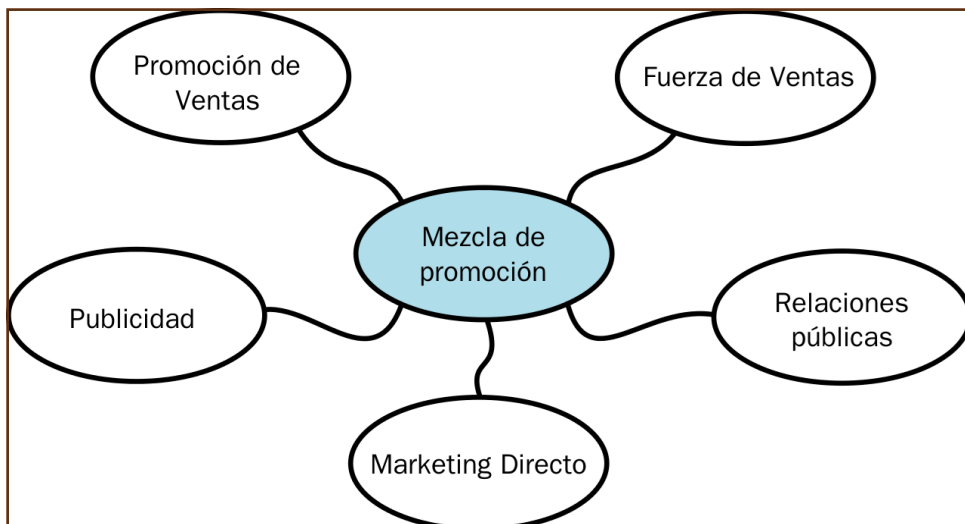 Promoción de
Ventas
Fuerza de Ventas
Mezcla de
promoción
Publicidad
Relaciones
públicas
Marketing Directo